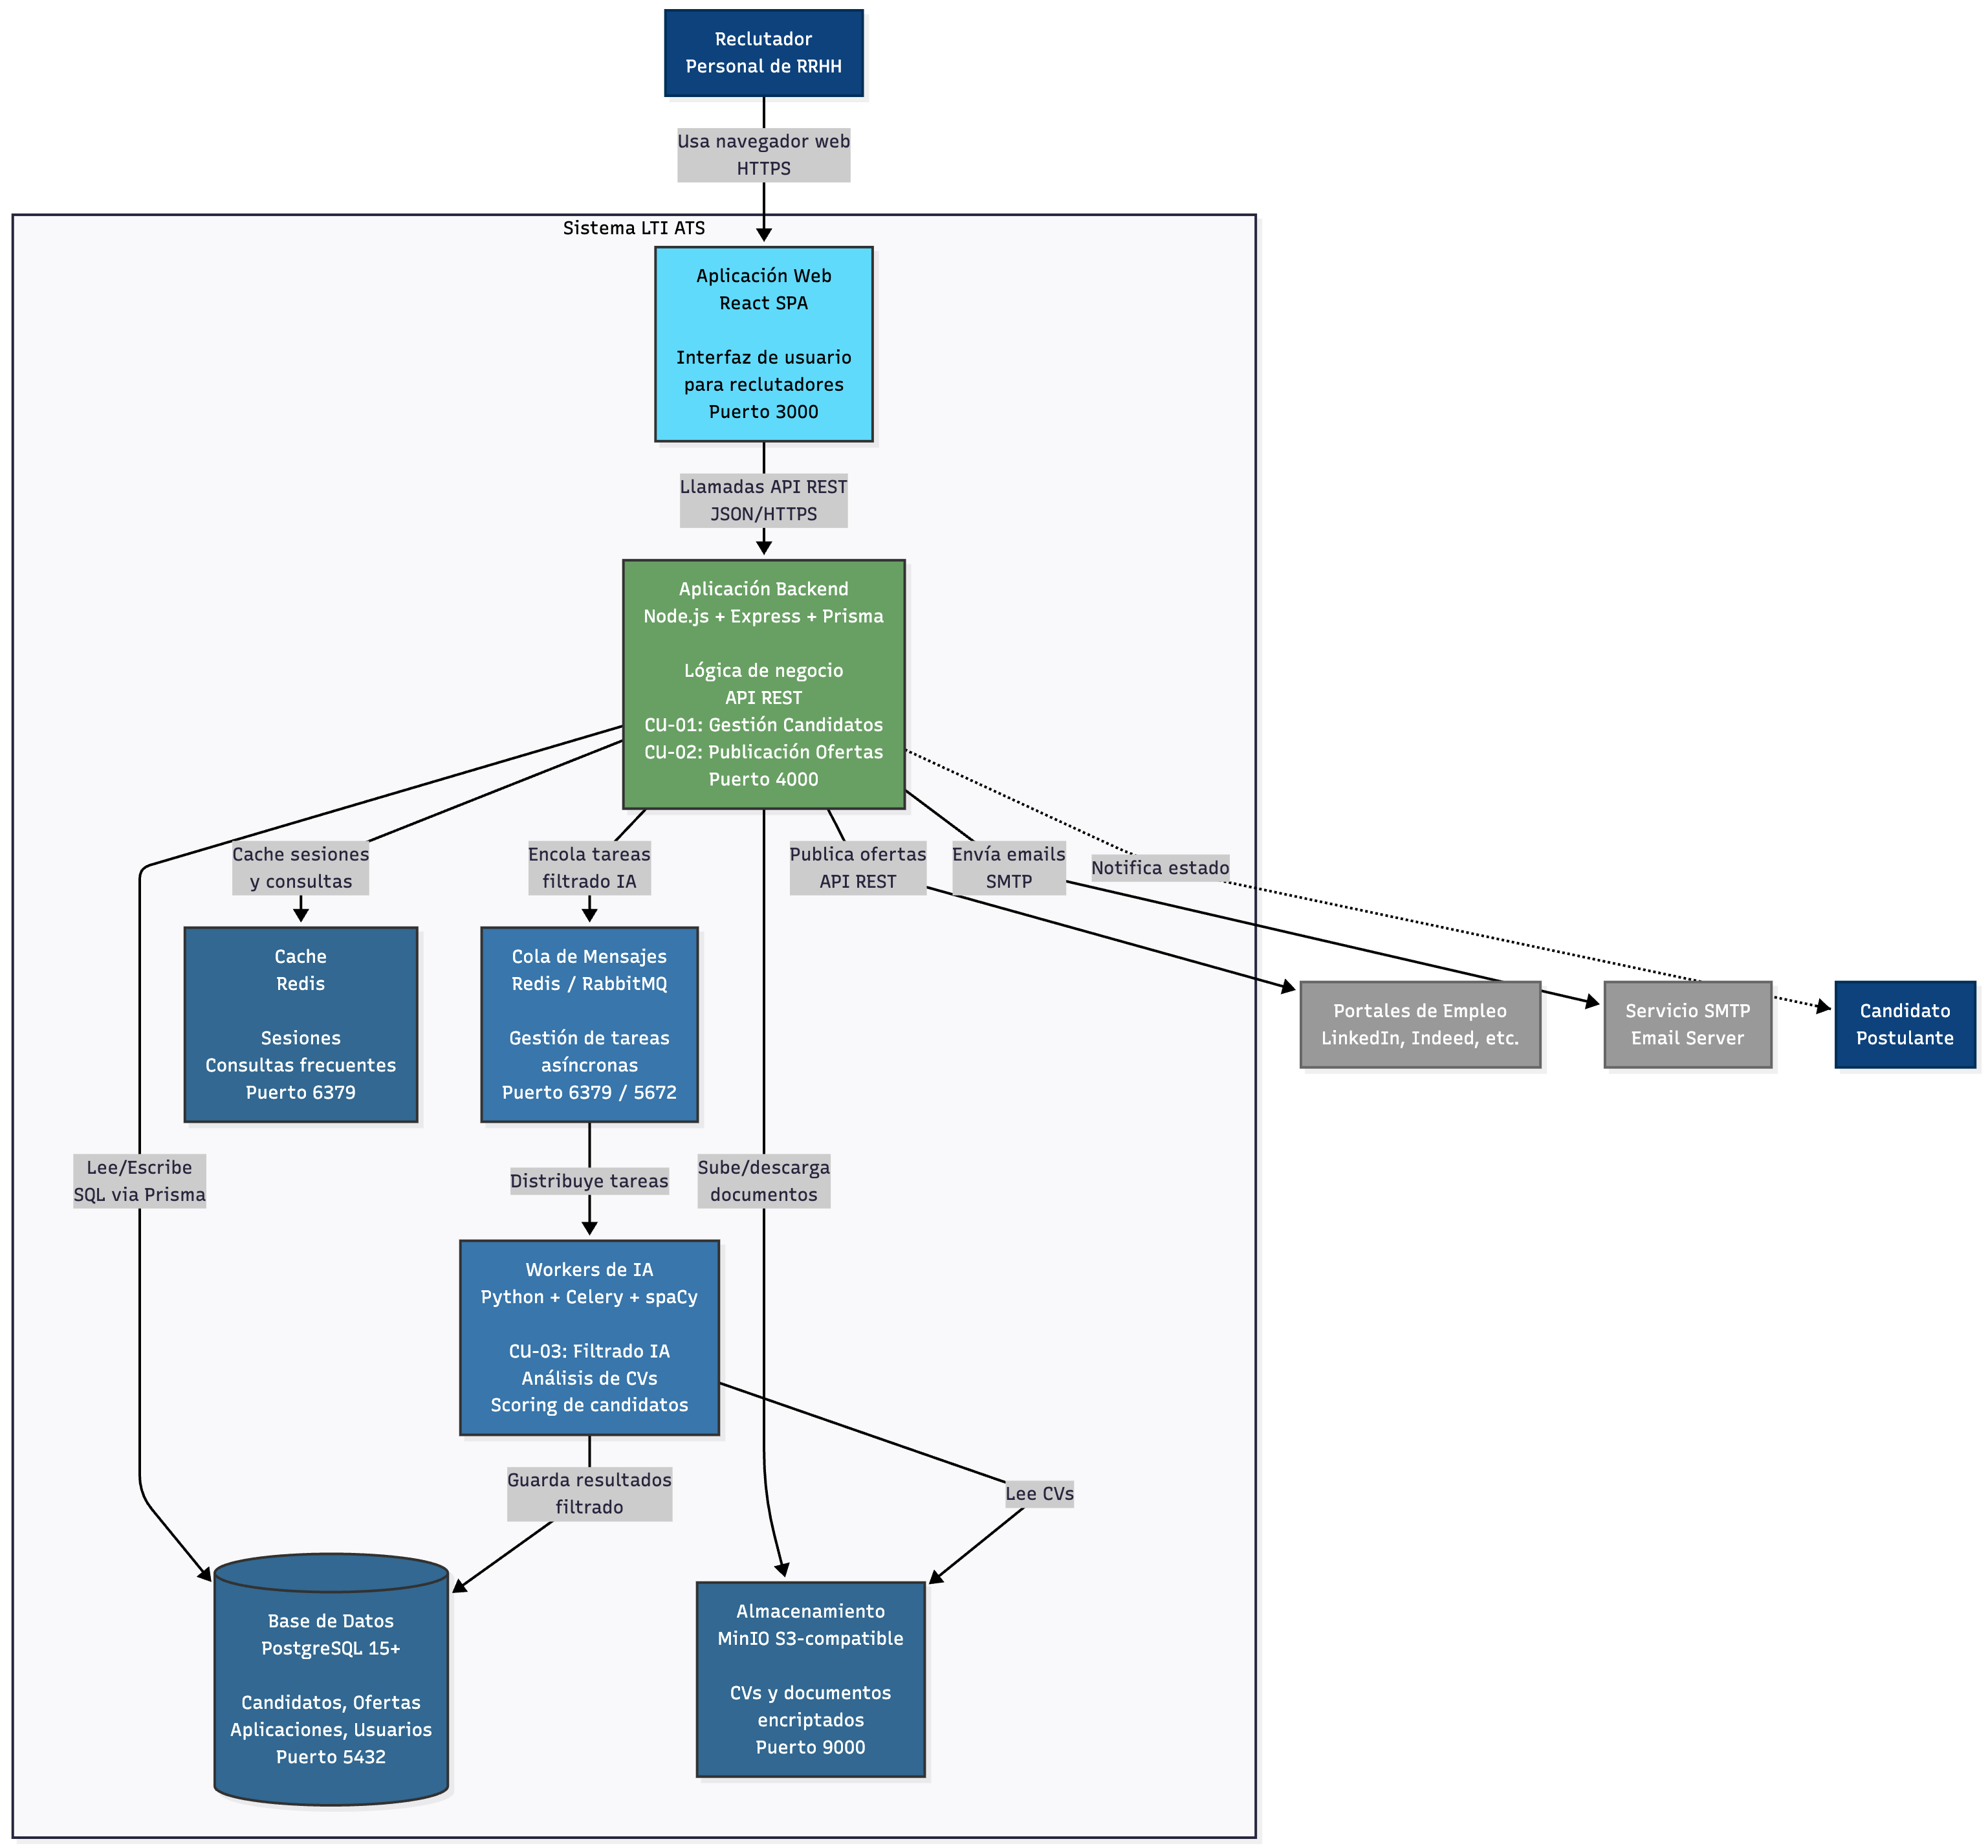 Reclutador
Personal de RRHH
Usa navegador web
HTTPS
Sistema LTI ATS
Aplicación Web
React SPA
Interfaz de usuario
para reclutadores
Puerto 3000
Llamadas API REST
JSON/HTTPS
Aplicación Backend
Node.js + Express + Prisma
Lógica de negocio
API REST
CU-01: Gestión Candidatos
CU-02: Publicación Ofertas
Puerto 4000
Cache sesiones
y consultas
Encola tareas
filtrado IA
Publica ofertas
API REST
Envía emails
SMTP
Notifica estado
Cache
Redis
Sesiones
Consultas frecuentes
Puerto 6379
Cola de Mensajes
Redis / RabbitMQ
Gestión de tareas
asíncronas
Puerto 6379 / 5672
Portales de Empleo
LinkedIn, Indeed, etc.
Servicio SMTP
Email Server
Candidato
Postulante
Lee/Escribe
SQL via Prisma
Distribuye tareas
Sube/descarga
documentos
Workers de IA
Python + Celery + spaCy
CU-03: Filtrado IA
Análisis de CVs
Scoring de candidatos
Guarda resultados
filtrado
Lee CVs
Base de Datos
PostgreSQL 15+
Candidatos, Ofertas
Aplicaciones, Usuarios
Puerto 5432
Almacenamiento
MinIO S3-compatible
CVs y documentos
encriptados
Puerto 9000